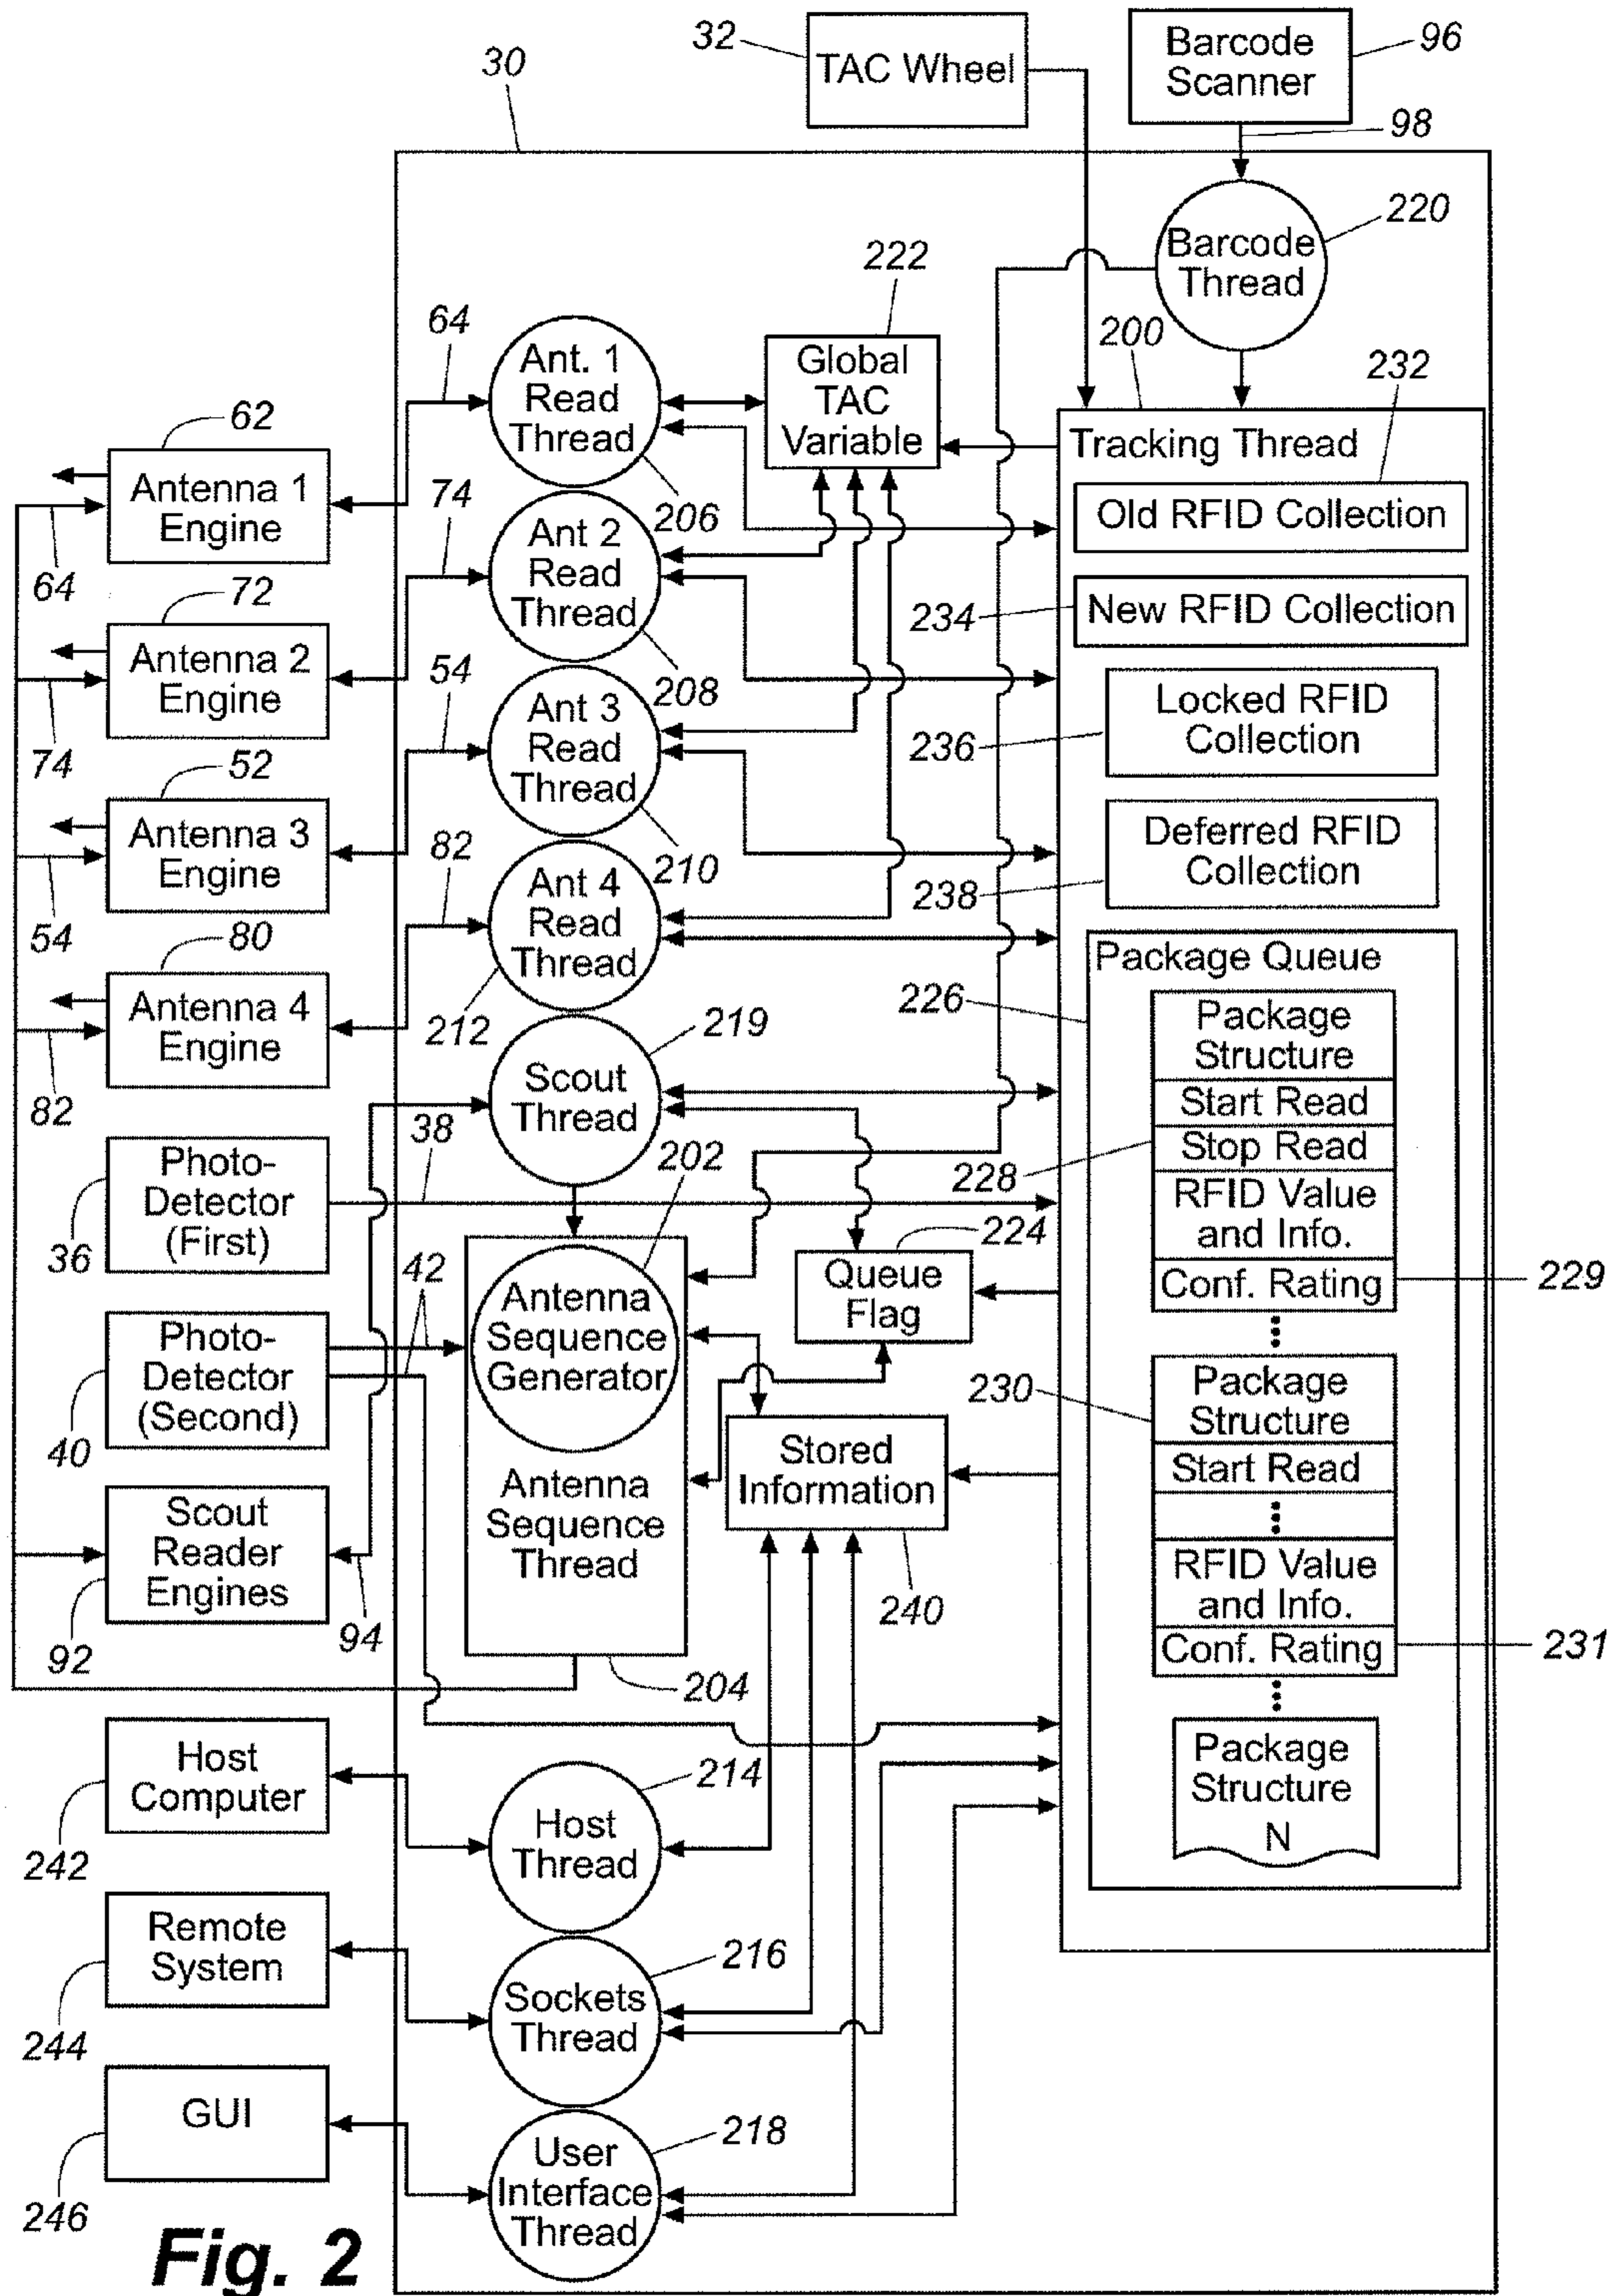 32
TAC Wheel
Barcode
Scanner
96
30
98
Barcode
Thread
220
222
200
64
Ant. 1
Read
Thread
206
Global
TAC
Variable
Tracking Thread
232
Old RFID Collection
62
Antenna 1
Engine
64
74
Ant 2
Read
Thread
208
234
New RFID Collection
72
Antenna 2
Engine
74
54
Ant 3
Read
Thread
210
236
Locked RFID
Collection
52
Antenna 3
Engine
54
82
Ant 4
Read
Thread
212
238
Deferred RFID
Collection
80
Antenna 4
Engine
82
219
Scout
Thread
226
Package Queue
Package
Structure
Start Read
Stop Read
228
RFID Value
and Info.
Conf. Rating
229
38
Photo-
Detector
(First)
36
202
224
Queue
Flag
42
Antenna
Sequence
Generator
Photo-
Detector
(Second)
40
Antenna
Sequence
Thread
204
Stored
Information
240
230
Package
Structure
Start Read
RFID Value
and Info.
Conf. Rating
231
Scout
Reader
Engines
92
94
Package
Structure
N
Host
Computer
242
214
Host
Thread
Remote
System
244
216
Sockets
Thread
GUI
246
218
User
Interface
Thread
Fig. 2